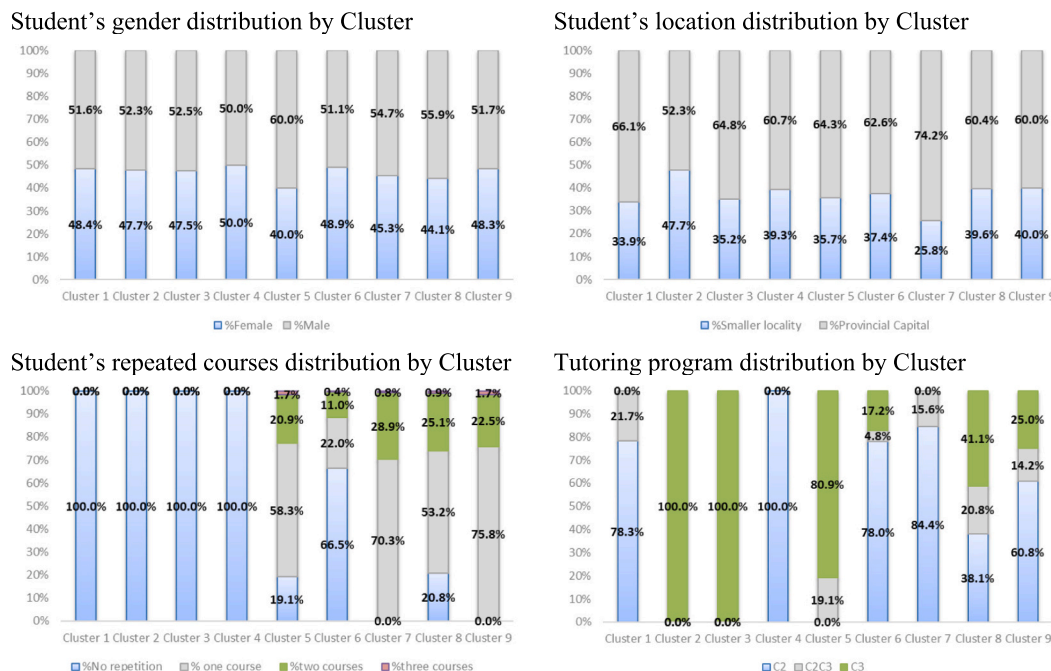 Student's gender distribution by Cluster
100%
90%
80%
70%
60%
50%
40%
30%
20%
10%
0%
51.6% 52.3% 52.5% 50.0% 60.0% 51.1% 54.7% 55.9% 51.7%
48.4% 47.7% 47.5% 50.0% 40.0% 48.9% 45.3% 44.1% 48.3%
Cluster 1 Cluster 2 Cluster 3 Cluster 4 Cluster 5 Cluster 6 Cluster 7 Cluster 8 Cluster 9
%Female %Male
Student's location distribution by Cluster
100%
90%
80%
70%
60%
50%
40%
30%
20%
10%
0%
66.1% 52.3% 64.8% 60.7% 64.3% 62.6% 74.2% 60.4% 60.0%
33.9% 47.7% 35.2% 39.3% 35.7% 37.4% 25.8% 39.6% 40.0%
Cluster 1 Cluster 2 Cluster 3 Cluster 4 Cluster 5 Cluster 6 Cluster 7 Cluster 8 Cluster 9
%Smaller locality %Provincial Capital
Student's repeated courses distribution by Cluster
100%
90%
80%
70%
60%
50%
40%
30%
20%
10%
0%
0.0% 0.0% 0.0% 0.0% 1.7% 0.4% 0.8% 0.9% 1.7%
20.9% 11.0% 28.9% 25.1% 22.5%
58.3% 22.0% 70.3% 53.2% 75.8%
100.0% 100.0% 100.0% 100.0% 19.1% 66.5% 0.0% 20.8% 0.0%
Cluster 1 Cluster 2 Cluster 3 Cluster 4 Cluster 5 Cluster 6 Cluster 7 Cluster 8 Cluster 9
%No repetition % one course %two courses %three courses
Tutoring program distribution by Cluster
100%
90%
80%
70%
60%
50%
40%
30%
20%
10%
0%
0.0% 100.0% 100.0% 0.0% 80.9% 17.2% 0.0% 41.1% 25.0%
21.7% 19.1% 4.8% 15.6% 20.8% 14.2%
78.3% 0.0% 0.0% 100.0% 0.0% 78.0% 84.4% 38.1% 60.8%
Cluster 1 Cluster 2 Cluster 3 Cluster 4 Cluster 5 Cluster 6 Cluster 7 Cluster 8 Cluster 9
C2 C2C3 C3